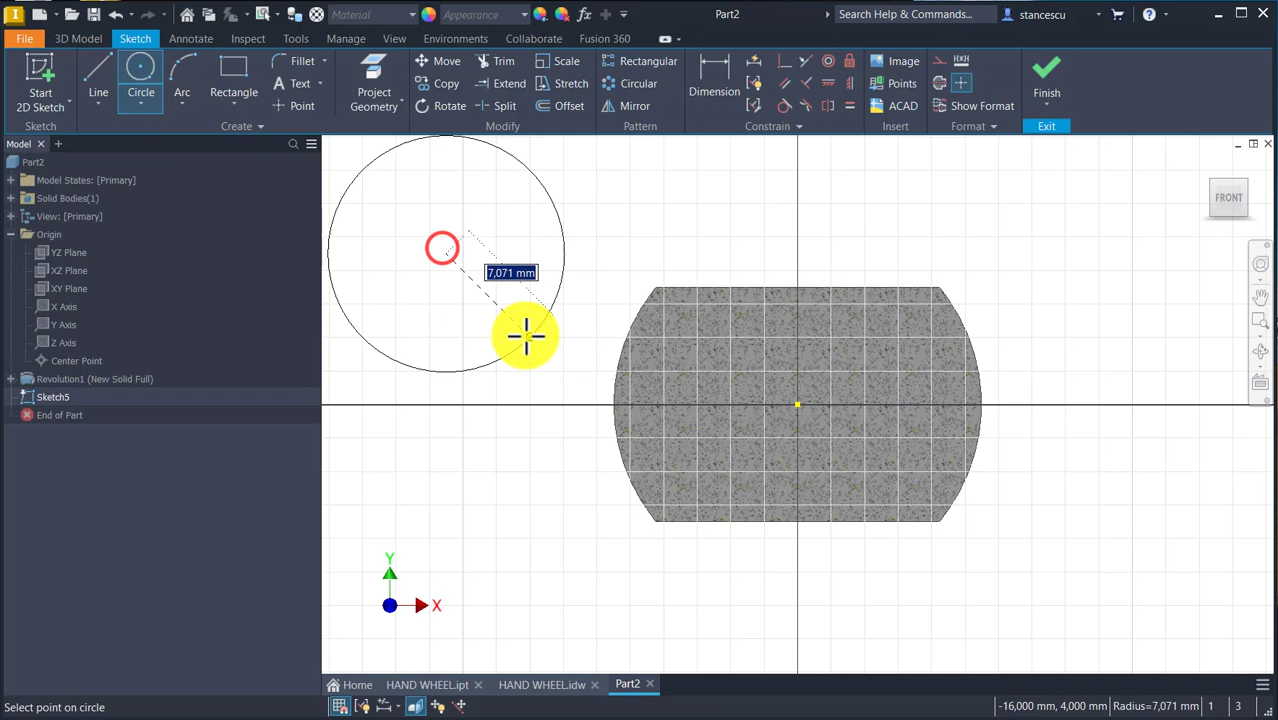 Material
Appearance
Part2
Search Help & Commands...
stancescu
File
3D Model
Sketch
Annotate
Inspect
Tools
Manage
View
Environments
Collaborate
Fusion 360
Start
2D Sketch
Line
Circle
Arc
Rectangle
Fillet
Text
Point
Project
Geometry
Move
Copy
Rotate
Trim
Extend
Split
Scale
Stretch
Offset
Rectangular
Circular
Mirror
Dimension
Image
Points
ACAD
Show Format
Finish
Sketch
Create
Modify
Pattern
Constrain
Insert
Format
Exit
Model
Part2
Model States: [Primary]
Solid Bodies(1)
View: [Primary]
Origin
YZ Plane
XZ Plane
XY Plane
X Axis
Y Axis
Z Axis
Center Point
Revolution1 (New Solid Full)
Sketch5
End of Part
7,071 mm
FRONT
Y
X
Home
HAND WHEEL.ipt
HAND WHEEL.idw
Part2
Select point on circle
-16,000 mm, 4,000 mm
Radius=7,071 mm
1
3